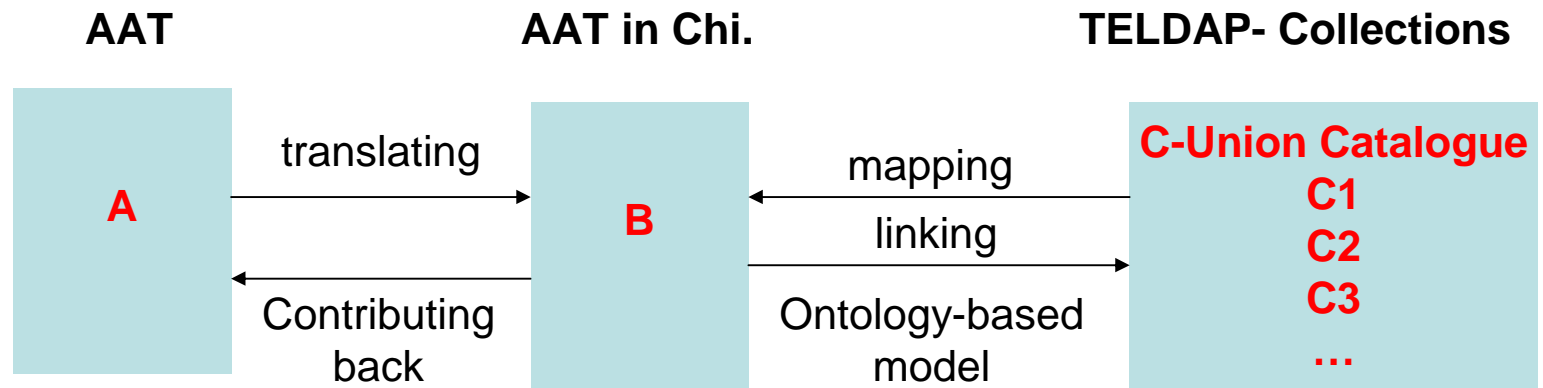 AAT
AAT in Chi.
TELDAP- Collections
A
translating
Contributing
back
B
mapping
linking
Ontology-based
model
C-Union Catalogue
C1
C2
C3
…